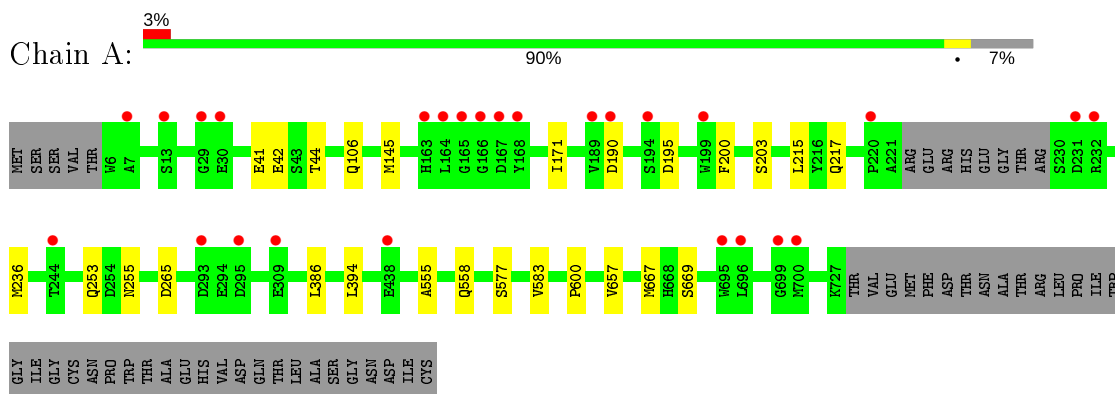 3%
Chain A:
90%
•
7%
MET SER SER VAL THR W6 A7 S13 G29 E30 E41 E42 S43 T44 Q106 M145 H163 L164 G165 G166 D167 Y168 I171 V189 D190 S194 D195 W199 F200 S203 L215 Y216 Q217 P220 A221 ARG GLU ARG HIS GLU GLY THR ARG S230 D231 R232
M236 T244 Q253 D254 N255 D265 D293 E294 D295 E309 L386 L394 E438 A555 Q558 S577 V583 P600 V657 M667 H668 S669 W695 L696 G699 M700 K727 THR VAL GLU MET PHE ASP THR ASN ALA THR ARG LEU PRO ILE TRP
GLY ILE GLY CYS ASN PRO TRP THR ALA GLU HIS VAL ASP GLN THR LEU ALA SER GLY ASN ASP ILE CYS